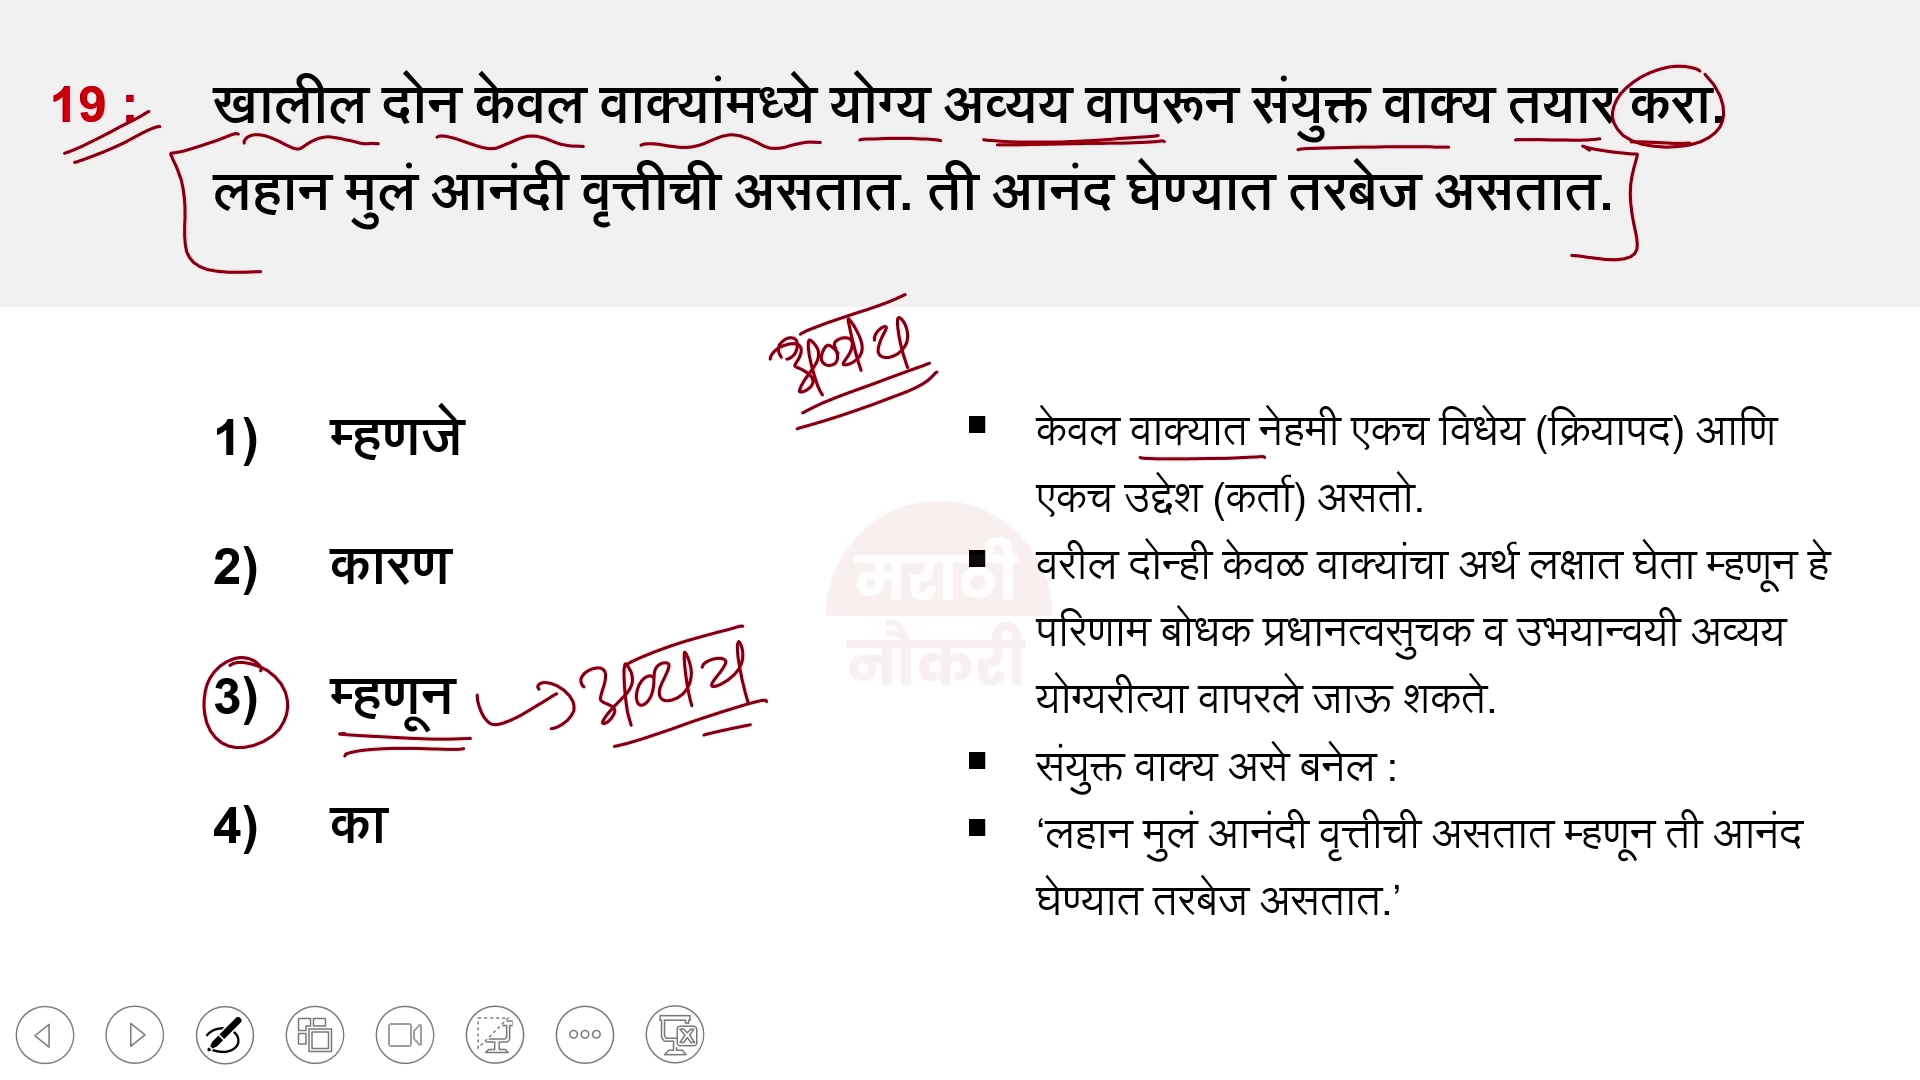 19 : खालील दोन केवल वाक्यांमध्ये योग्य अव्यय वापरून संयुक्त वाक्य तयार करा.
लहान मुलं आनंदी वृत्तीची असतात. ती आनंद घेण्यात तरबेज असतात.
अव्यय
1) म्हणजे
2) कारण
3) म्हणून अव्यय
4) का
■ केवल वाक्यात नेहमी एकच विधेय (क्रियापद) आणि
एकच उद्देश (कर्ता) असतो.
■ वरील दोन्ही केवळ वाक्यांचा अर्थ लक्षात घेता म्हणून हे
परिणाम बोधक प्रधानत्वसुचक व उभयान्वयी अव्यय
योग्यरीत्या वापरले जाऊ शकते.
■ संयुक्त वाक्य असे बनेल :
■ ‘लहान मुलं आनंदी वृत्तीची असतात म्हणून ती आनंद
घेण्यात तरबेज असतात.’
मराठी
नौकरी